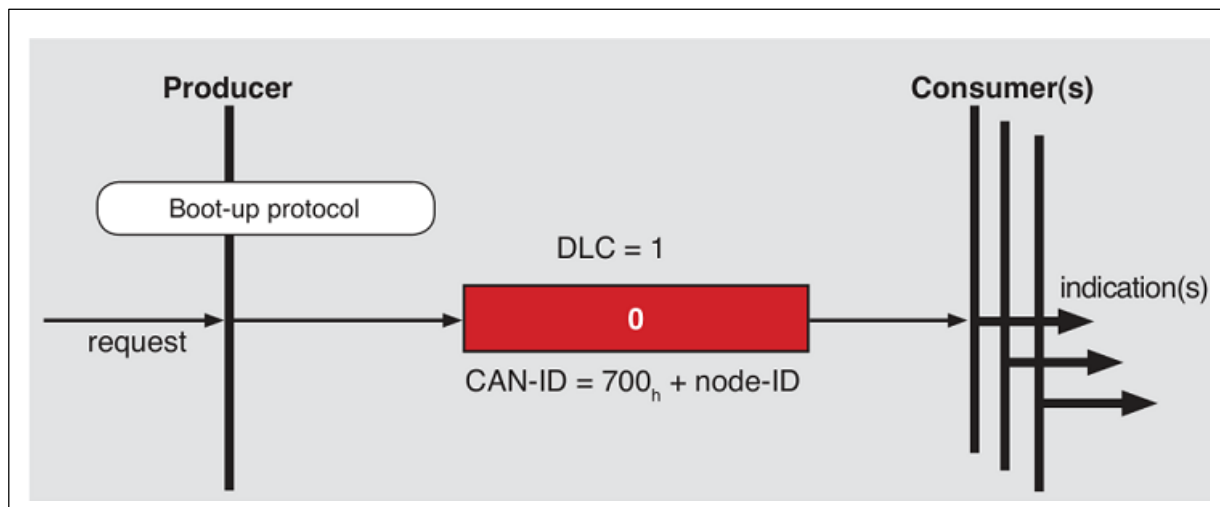 Producer
Consumer(s)
Boot-up protocol
DLC = 1
0
indication(s)
request
CAN-ID = 700h + node-ID